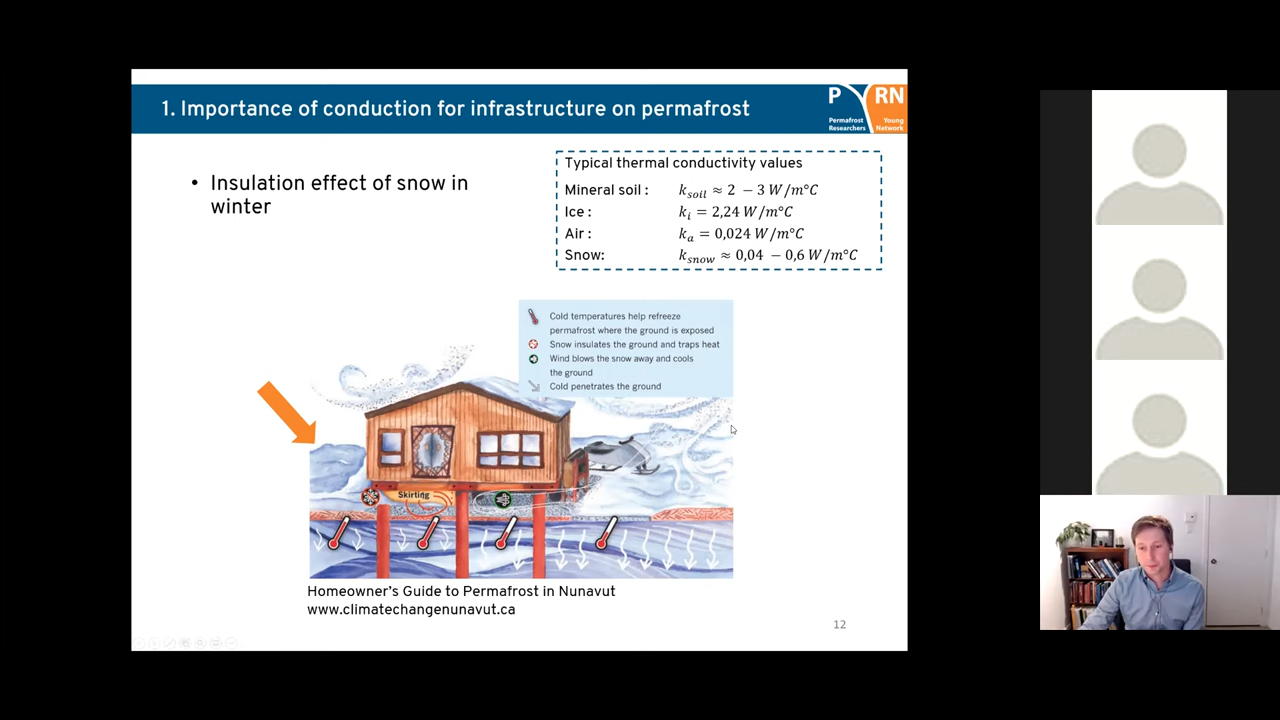 1. Importance of conduction for infrastructure on permafrost
P RN
Permafrost Young
Researchers Network
• Insulation effect of snow in
winter
Typical thermal conductivity values
Mineral soil : k_soil ≈ 2 – 3 W/m°C
Ice : k_i = 2,24 W/m°C
Air : k_a = 0,024 W/m°C
Snow: k_snow ≈ 0,04 – 0,6 W/m°C
Cold temperatures help refreeze
permafrost where the ground is exposed
Snow insulates the ground and traps heat
Wind blows the snow away and cools
the ground
Cold penetrates the ground
Skirting
Homeowner's Guide to Permafrost in Nunavut
www.climatechangenunavut.ca
12